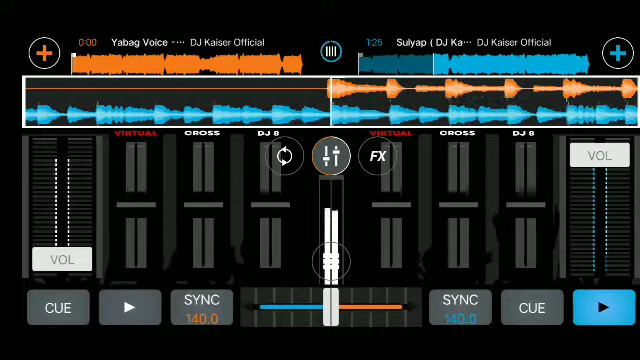 0:00 Yabag Voice -··· DJ Kaiser Official
1:25 Sulyap ( DJ Ka... DJ Kaiser Official
VIRTUAL CROSS DJ 8
VIRTUAL CROSS DJ 8
FX
VOL
VOL
CUE
SYNC
140.0
SYNC
140.0
CUE